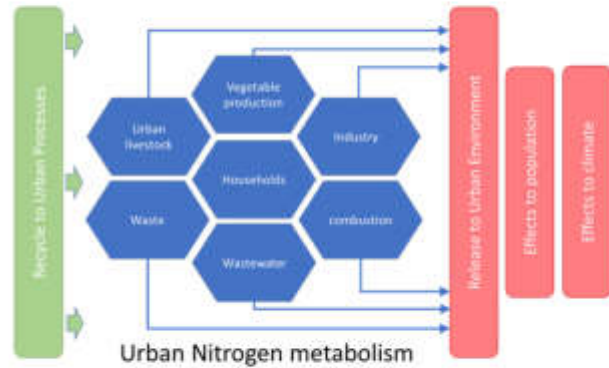 Recycle to Urban Processes
Vegetable
production
Urban
livestock
Industry
Households
Waste
combustion
Wastewater
Release to Urban Environment
Effects to population
Effects to climate
Urban Nitrogen metabolism